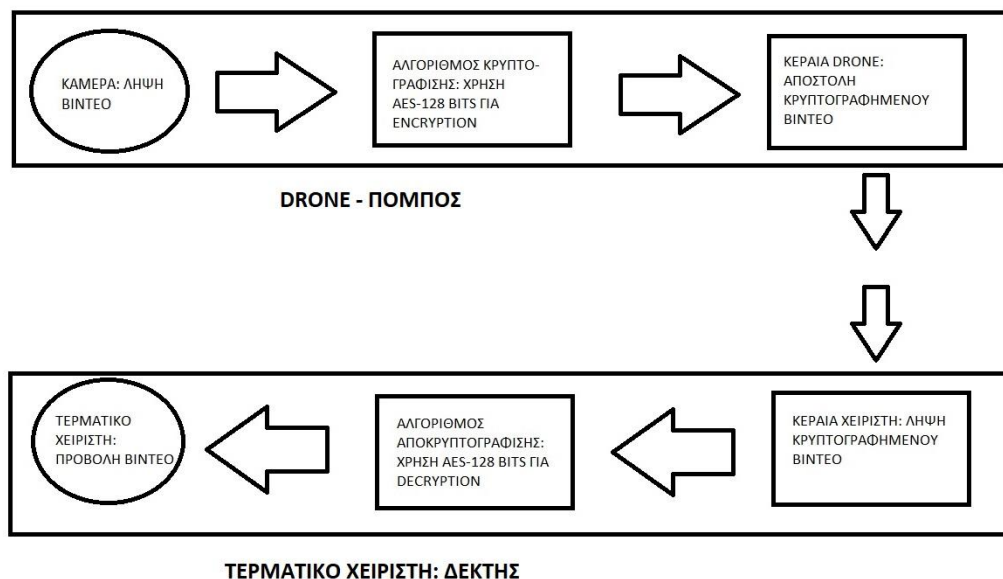 ΚΑΜΕΡΑ: ΛΗΨΗ
ΒΙΝΤΕΟ
ΑΛΓΟΡΙΘΜΟΣ ΚΡΥΠΤΟ-
ΓΡΑΦΙΣΗΣ: ΧΡΗΣΗ
AES-128 BITS ΓΙΑ
ENCRYPTION
ΚΕΡΑΙΑ DRONE:
ΑΠΟΣΤΟΛΗ
ΚΡΥΠΤΟΓΡΑΦΗΜΕΝΟΥ
ΒΙΝΤΕΟ
DRONE - ΠΟΜΠΟΣ
ΤΕΡΜΑΤΙΚΟ
ΧΕΙΡΙΣΤΗ:
ΠΡΟΒΟΛΗ ΒΙΝΤΕΟ
ΑΛΓΟΡΙΘΜΟΣ
ΑΠΟΚΡΥΠΤΟΓΡΑΦΙΣΗΣ:
ΧΡΗΣΗ AES-128 BITS ΓΙΑ
DECRYPTION
ΚΕΡΑΙΑ ΧΕΙΡΙΣΤΗ: ΛΗΨΗ
ΚΡΥΠΤΟΓΡΑΦΗΜΕΝΟΥ
ΒΙΝΤΕΟ
ΤΕΡΜΑΤΙΚΟ ΧΕΙΡΙΣΤΗ: ΔΕΚΤΗΣ